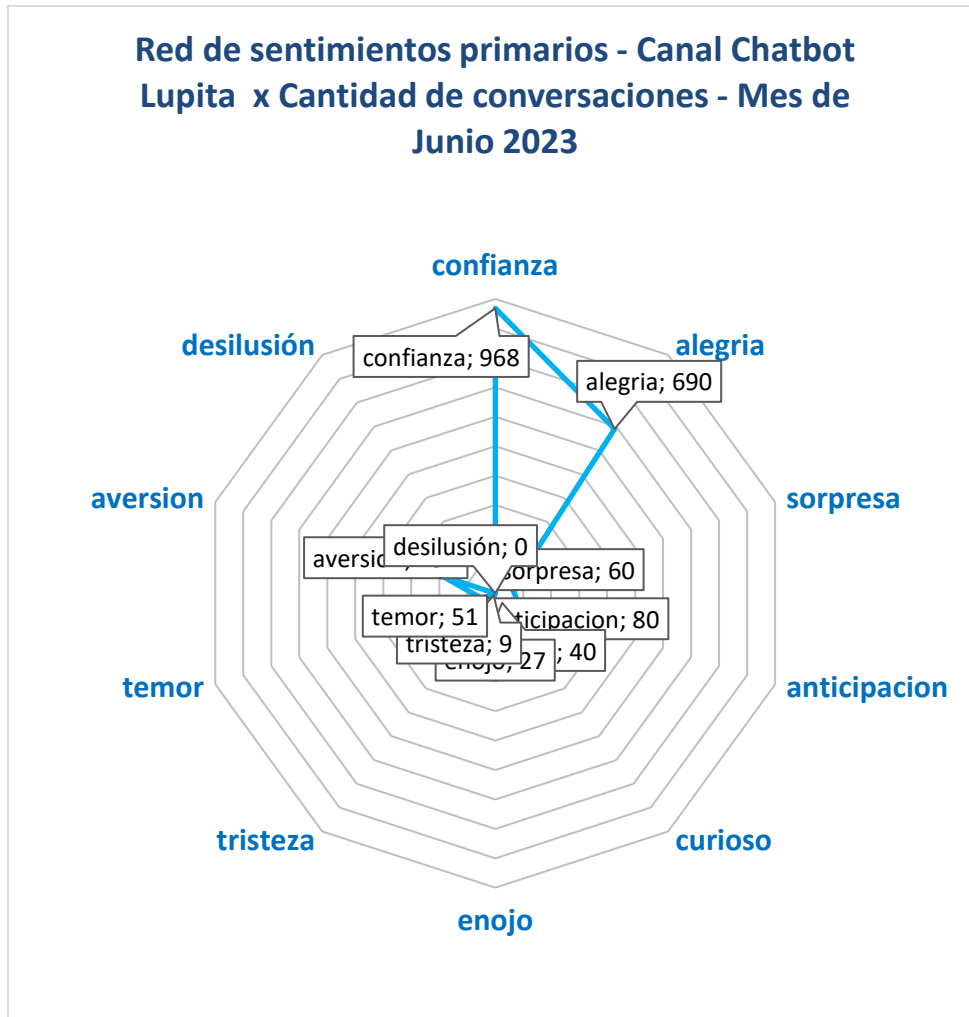 Red de sentimientos primarios - Canal Chatbot
Lupita x Cantidad de conversaciones - Mes de
Junio 2023
confianza
desilusión
alegria
confianza; 968
alegria; 690
aversion
sorpresa
desilusión; 0
sorpresa; 60
temor; 51
80
tristeza; 9
; 40
enojo; 27
temor
anticipacion
tristeza
curioso
enojo